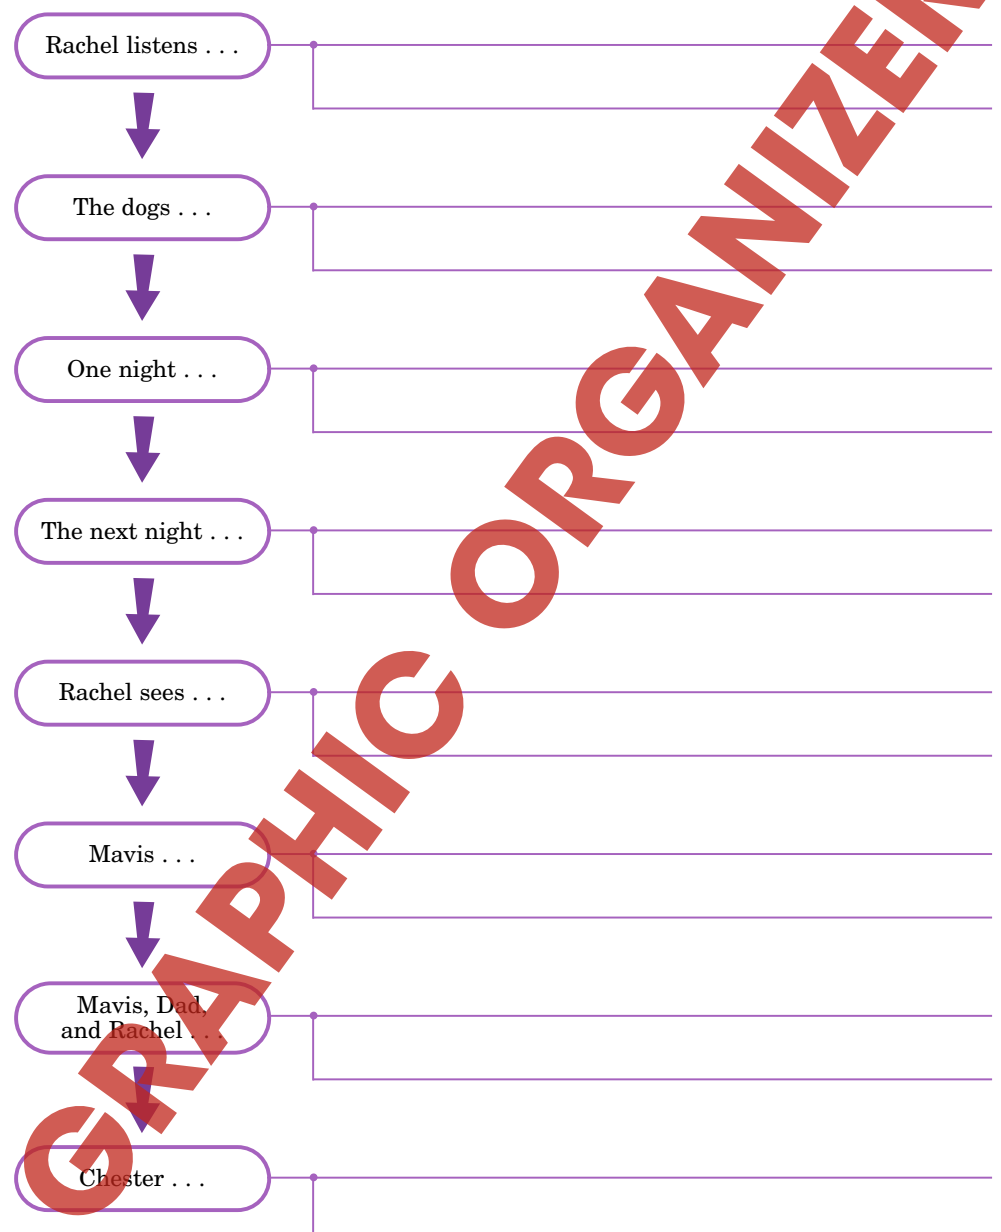 Rachel listens . . .
The dogs . . .
One night . . .
The next night . . .
Rachel sees . . .
Mavis . . .
Mavis, Dad,
and Rachel . . .
Chester . . .
GRAPHIC ORGANIZER